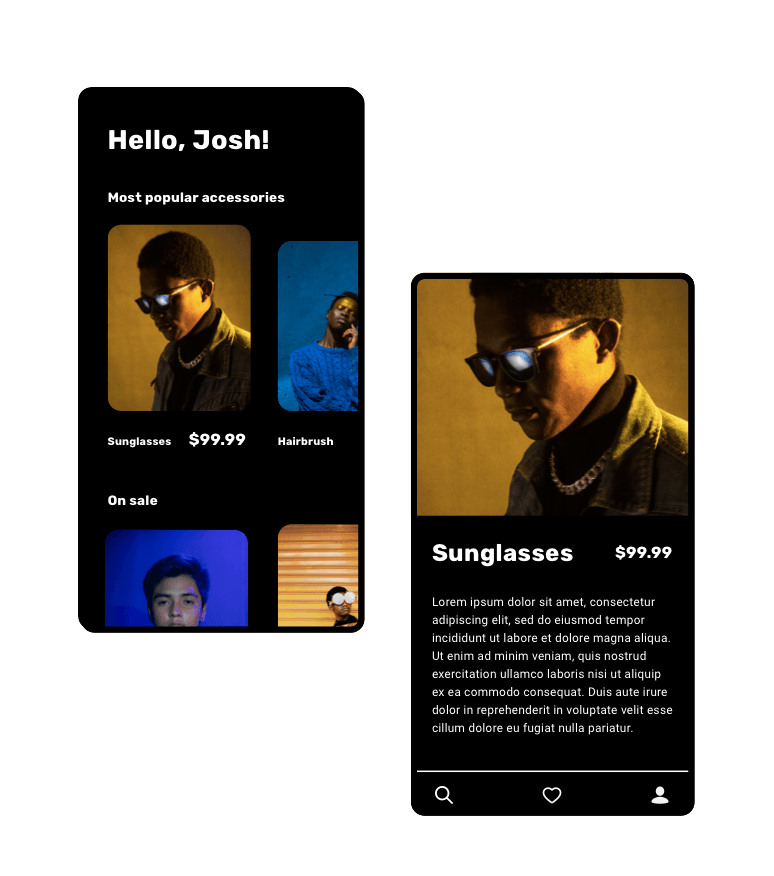 Hello, Josh!
Most popular accessories
Sunglasses $99.99
Hairbrush
On sale
Sunglasses $99.99
Lorem ipsum dolor sit amet, consectetur
adipiscing elit, sed do eiusmod tempor
incididunt ut labore et dolore magna aliqua.
Ut enim ad minim veniam, quis nostrud
exercitation ullamco laboris nisi ut aliquip
ex ea commodo consequat. Duis aute irure
dolor in reprehenderit in voluptate velit esse
cillum dolore eu fugiat nulla pariatur.